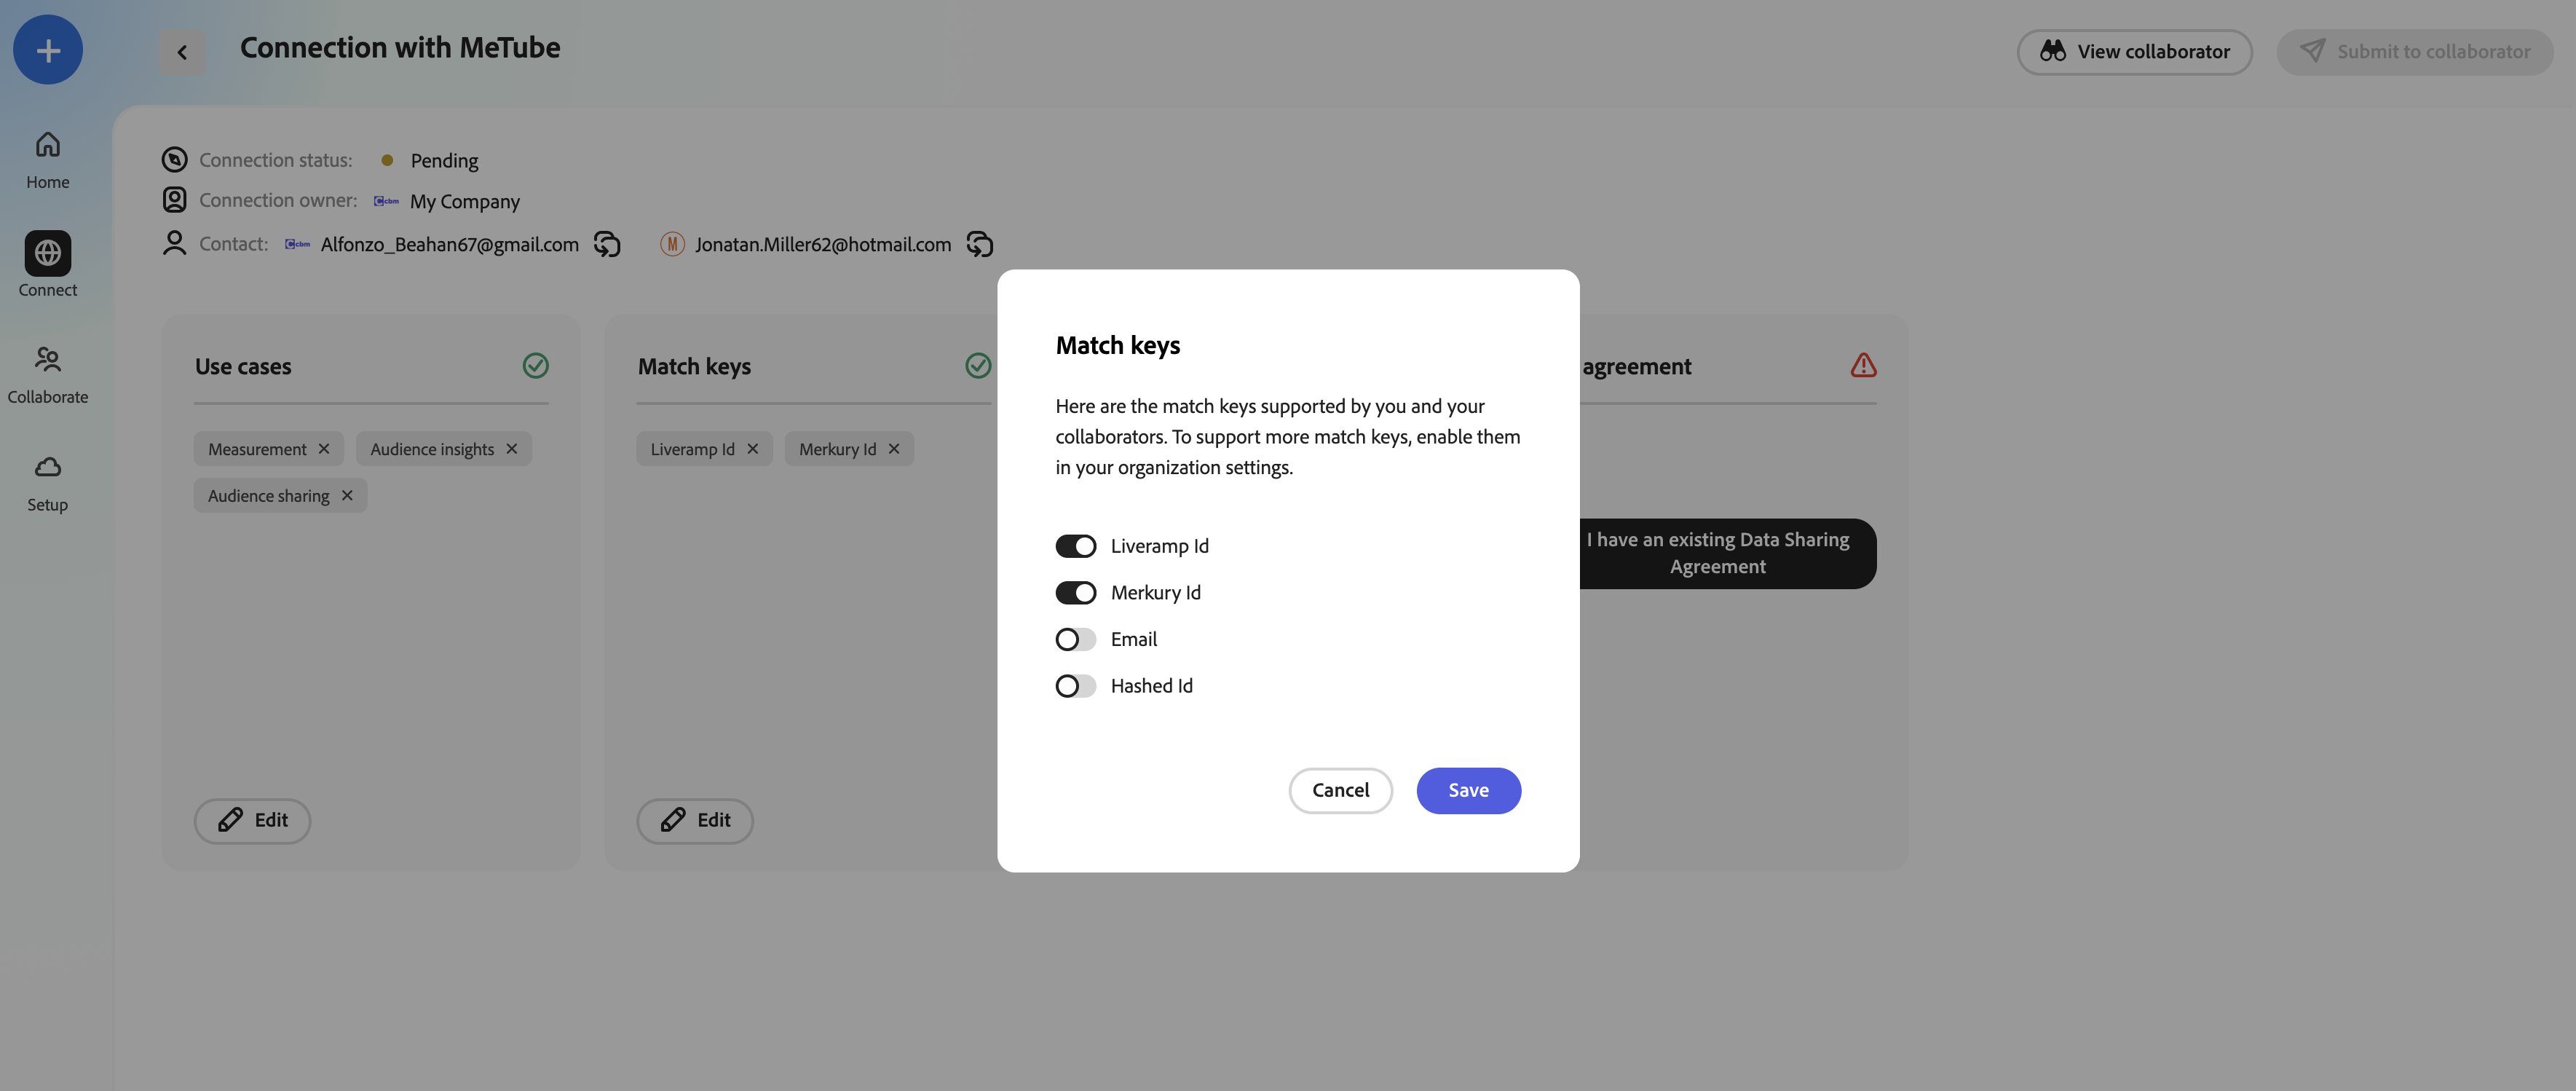 Connection with MeTube
View collaborator
Submit to collaborator
Home
Connect
Collaborate
Setup
Connection status: Pending
Connection owner: cbm My Company
Contact: cbm Alfonzo_Beahan67@gmail.com M Jonatan.Miller62@hotmail.com
Use cases
Measurement
Audience insights
Audience sharing
Edit
Match keys
Liveramp Id
Merkury Id
Edit
agreement
I have an existing Data Sharing
Agreement
Match keys
Here are the match keys supported by you and your
collaborators. To support more match keys, enable them
in your organization settings.
Liveramp Id
Merkury Id
Email
Hashed Id
Cancel
Save